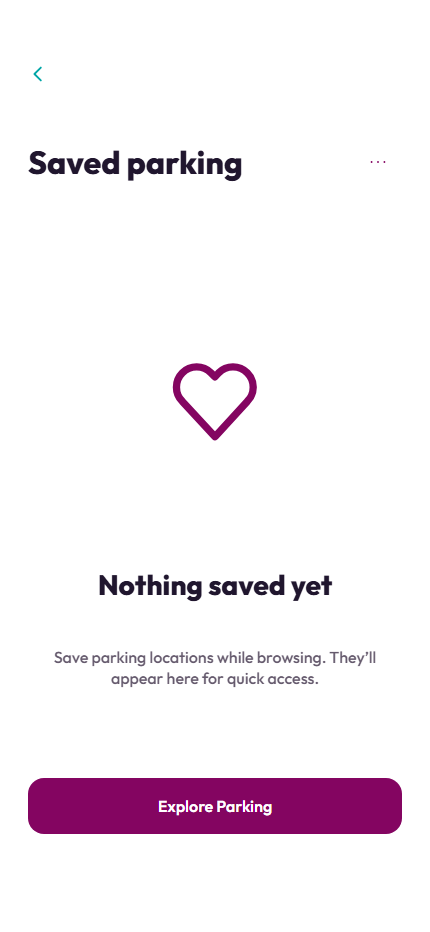 Saved parking
...
Nothing saved yet
Save parking locations while browsing. They’ll
appear here for quick access.
Explore Parking